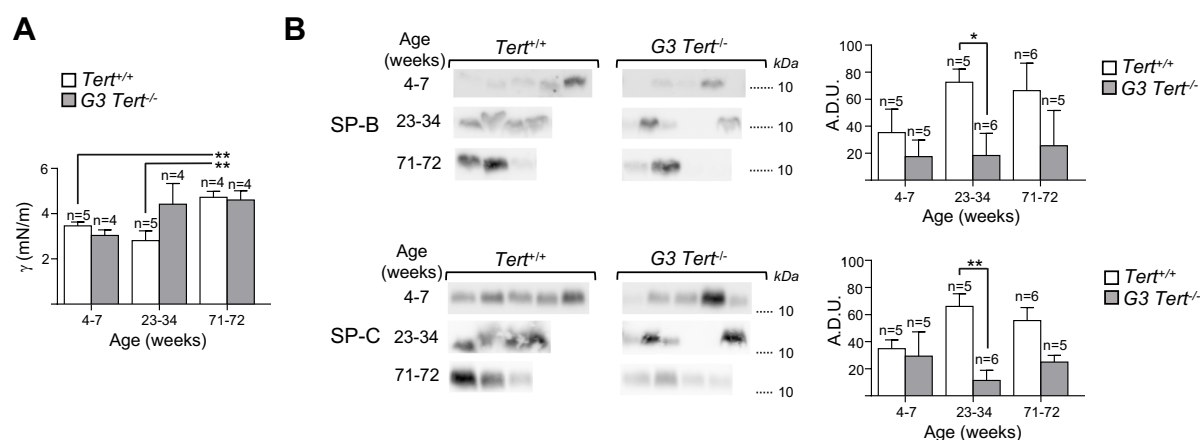 A
Tert+/+
G3 Tert-/-
**
**
n=5
n=4
n=5
n=4
n=4
n=4
6
4
2
γ (mN/m)
4-7
23-34
71-72
Age (weeks)
B
Age
(weeks)
Tert+/+
G3 Tert-/-
kDa
4-7
10
SP-B
23-34
10
71-72
10
100
80
60
40
20
A.D.U.
*
n=5
n=5
n=5
n=6
n=6
n=5
4-7
23-34
71-72
Age (weeks)
Tert+/+
G3 Tert-/-
Age
(weeks)
Tert+/+
G3 Tert-/-
kDa
4-7
10
SP-C
23-34
10
71-72
10
100
80
60
40
20
0
A.D.U.
**
n=5
n=5
n=6
n=6
n=6
n=5
4-7
23-34
71-72
Age (weeks)
Tert+/+
G3 Tert-/-